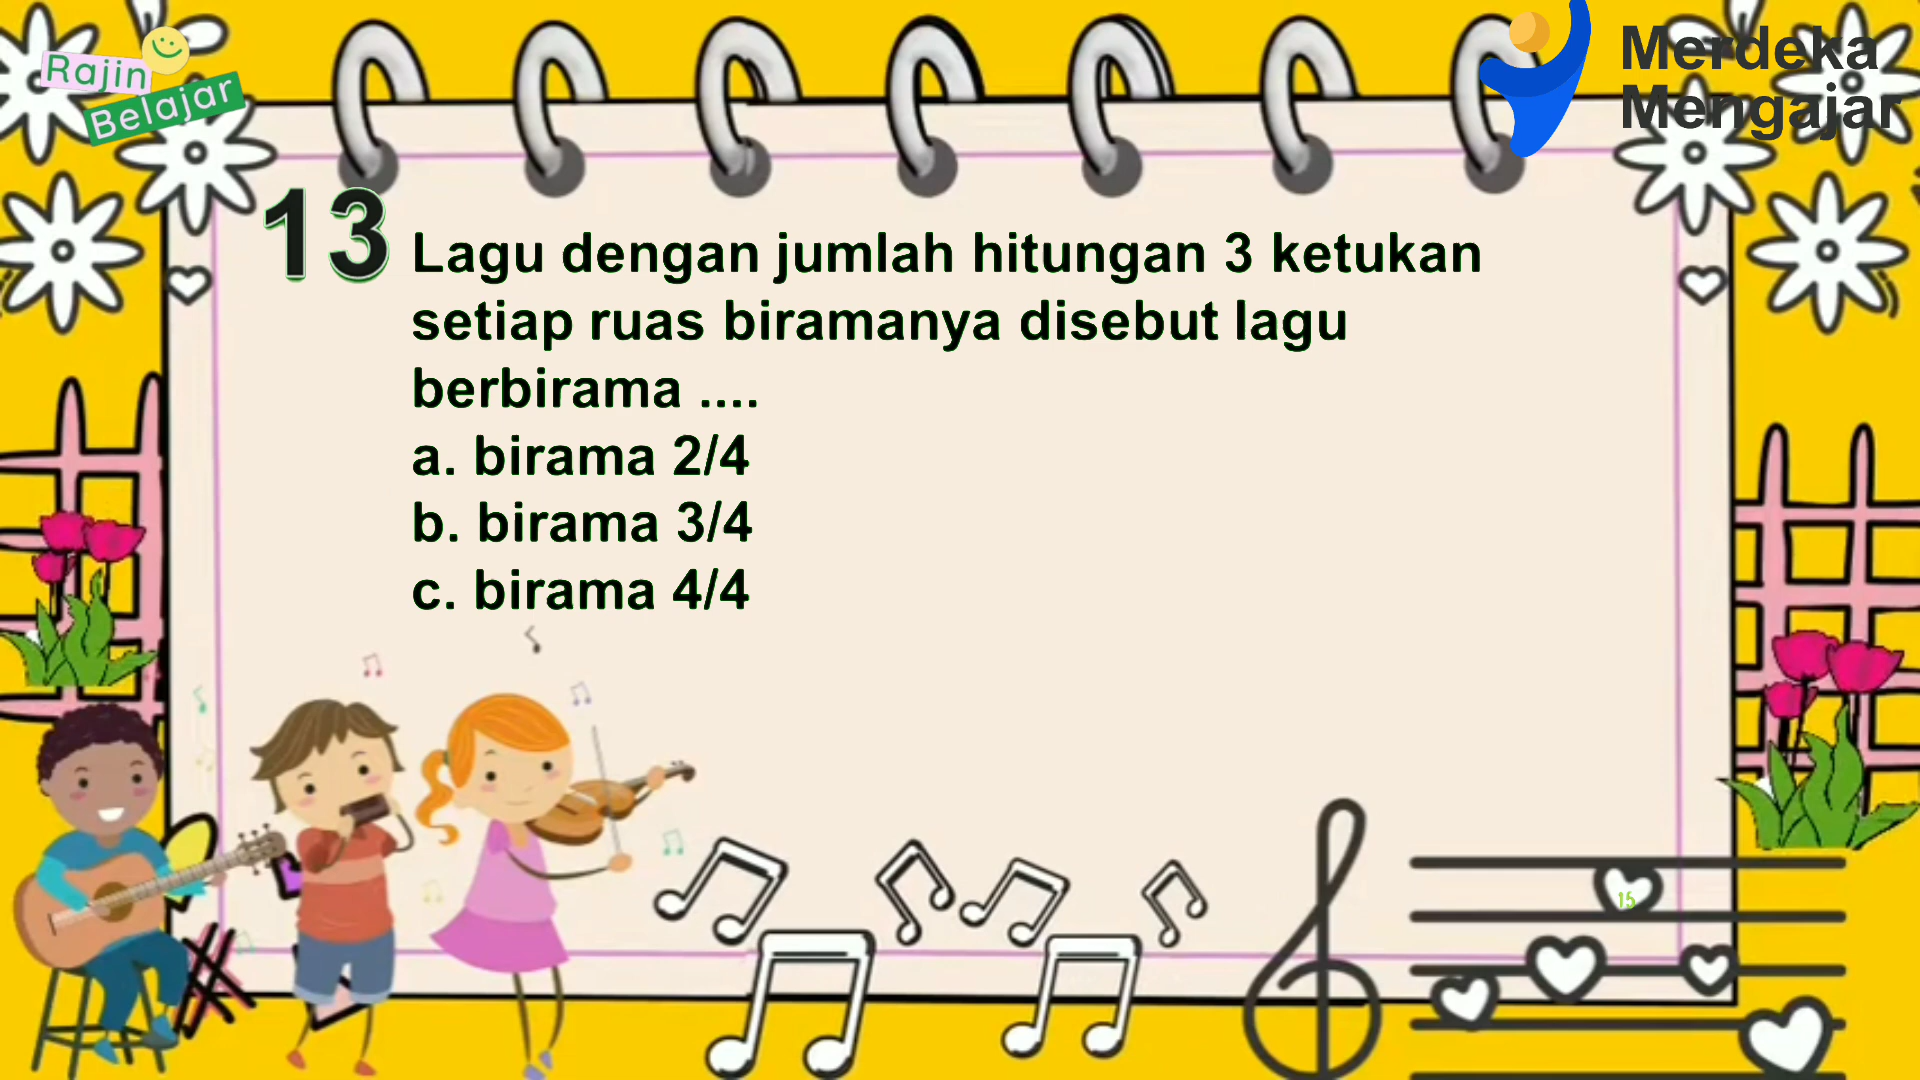 Rajin
Belajar
Merdeka
Mengajar
13
Lagu dengan jumlah hitungan 3 ketukan
setiap ruas biramanya disebut lagu
berbirama ....
a. birama 2/4
b. birama 3/4
c. birama 4/4
15